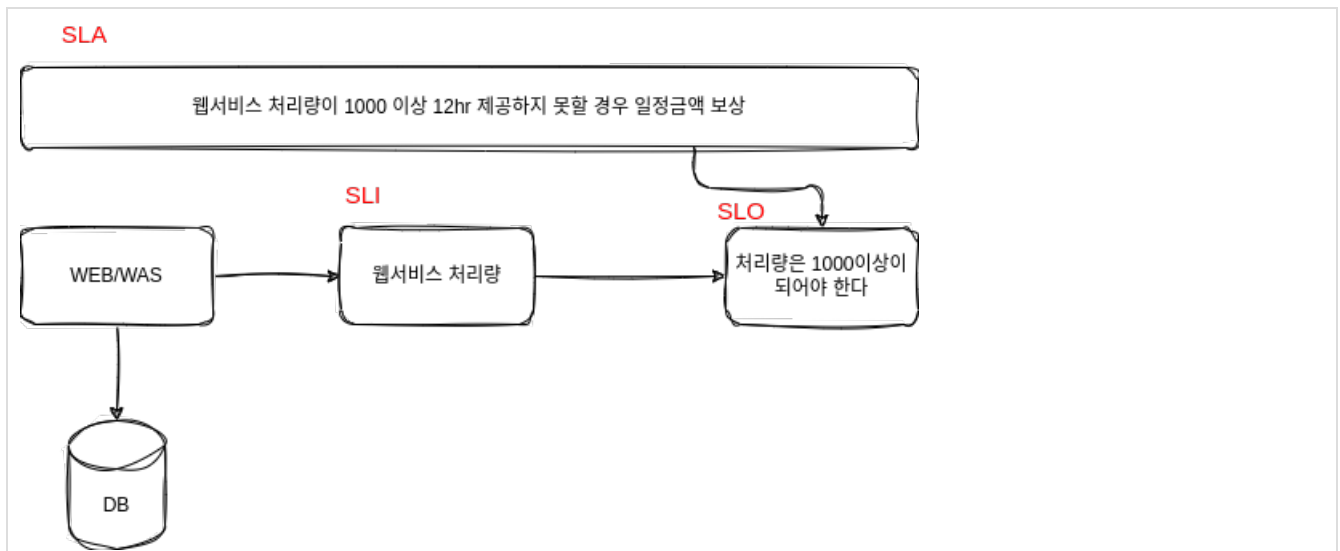 SLA
웹서비스 처리량이 1000 이상 12hr 제공하지 못할 경우 일정금액 보상
SLI
SLO
WEB/WAS
웹서비스 처리량
처리량은 1000이상이
되어야 한다
DB